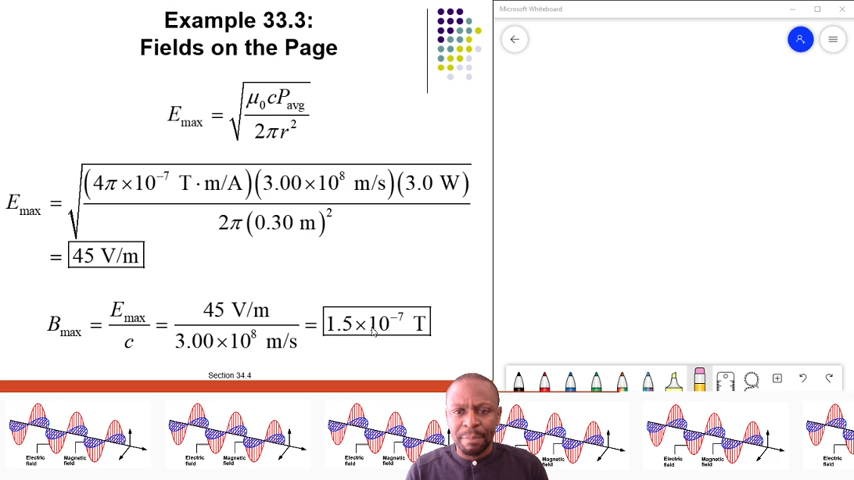 Example 33.3:
Fields on the Page
E_max = √(μ₀cP_avg / 2πr²)
E_max = √((4π×10⁻⁷ T·m/A)(3.00×10⁸ m/s)(3.0 W) / 2π(0.30 m)²)
= 45 V/m
B_max = E_max / c = 45 V/m / 3.00×10⁸ m/s = 1.5×10⁻⁷ T
Section 34.4
Microsoft Whiteboard
Electric field
Magnetic field
Electric field
Magnetic field
Electric field
Magnetic field
field
Electric field
Magnetic field
Electric field